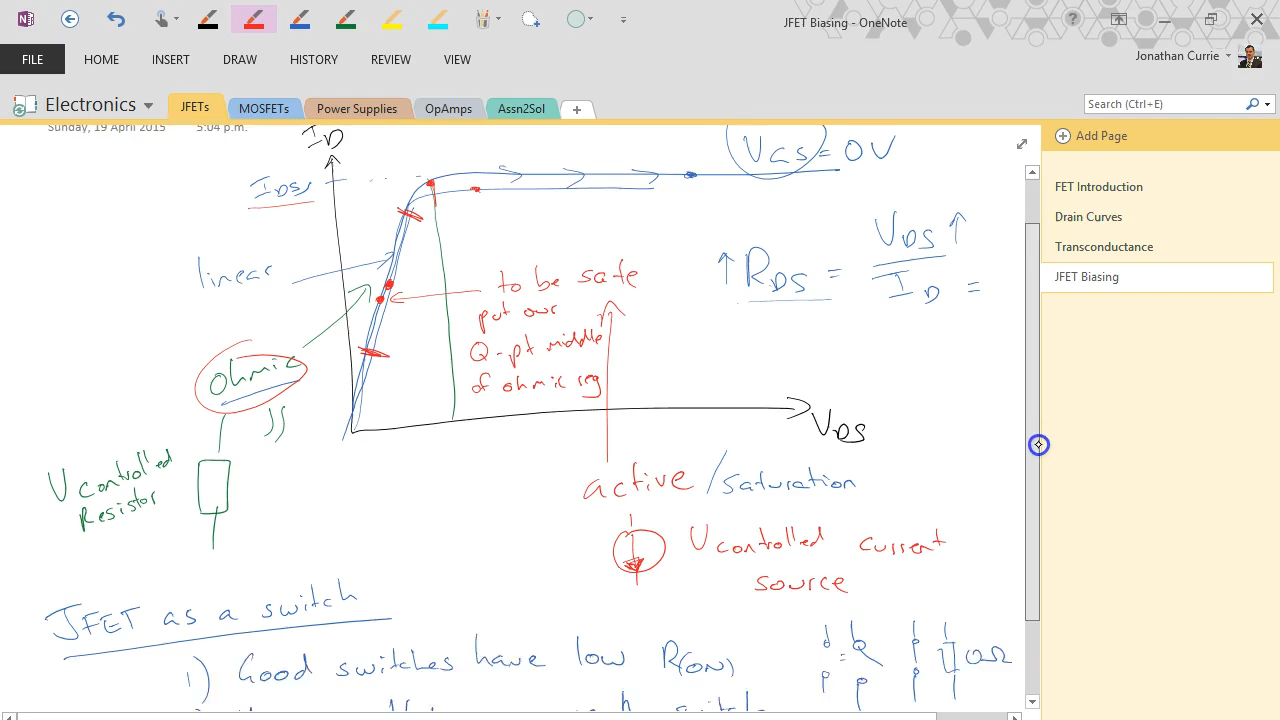 JFET Biasing - OneNote
FILE HOME INSERT DRAW HISTORY REVIEW VIEW
Jonathan Currie
Electronics
JFETs MOSFETs Power Supplies OpAmps Assn2Sol
Search (Ctrl+E)
Add Page
FET Introduction
Drain Curves
Transconductance
JFET Biasing
Sunday, 19 April 2015 5:04 p.m.
ID
VGS = 0V
IDSS
linear
↑ RDS = VDS ↑
ID =
to be safe
put our
Q-pt middle
of ohmic reg
ohmic
VDS
V controlled
Resistor
active / saturation
V controlled current
source
JFET as a switch
1) Good switches have low R(ON)
0Ω
switch